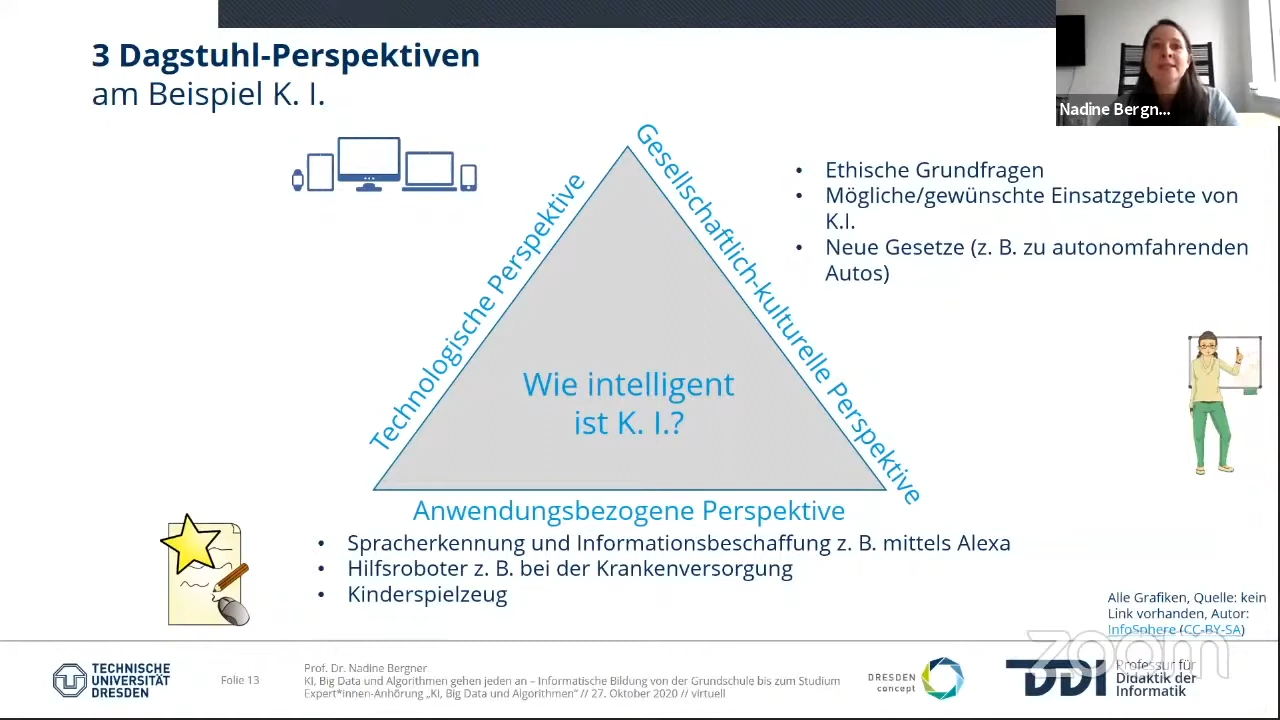 3 Dagstuhl-Perspektiven
am Beispiel K. I.
Nadine Bergn...
Technologische Perspektive
Gesellschaftlich-kulturelle Perspektive
• Ethische Grundfragen
• Mögliche/gewünschte Einsatzgebiete von
K.I.
• Neue Gesetze (z. B. zu autonomfahrenden
Autos)
Wie intelligent
ist K. I.?
Anwendungsbezogene Perspektive
• Spracherkennung und Informationsbeschaffung z. B. mittels Alexa
• Hilfsroboter z. B. bei der Krankenversorgung
• Kinderspielzeug
Alle Grafiken, Quelle: kein
Link vorhanden, Autor:
InfoSphere (CC-BY-SA)
zoom
TECHNISCHE
UNIVERSITÄT
DRESDEN
Folie 13
Prof. Dr. Nadine Bergner
KI, Big Data und Algorithmen gehen jeden an – Informatische Bildung von der Grundschule bis zum Studium
Expert*innen-Anhörung „KI, Big Data und Algorithmen“ // 27. Oktober 2020 // virtuell
DRESDEN
concept
DDI
Professur für
Didaktik der
Informatik